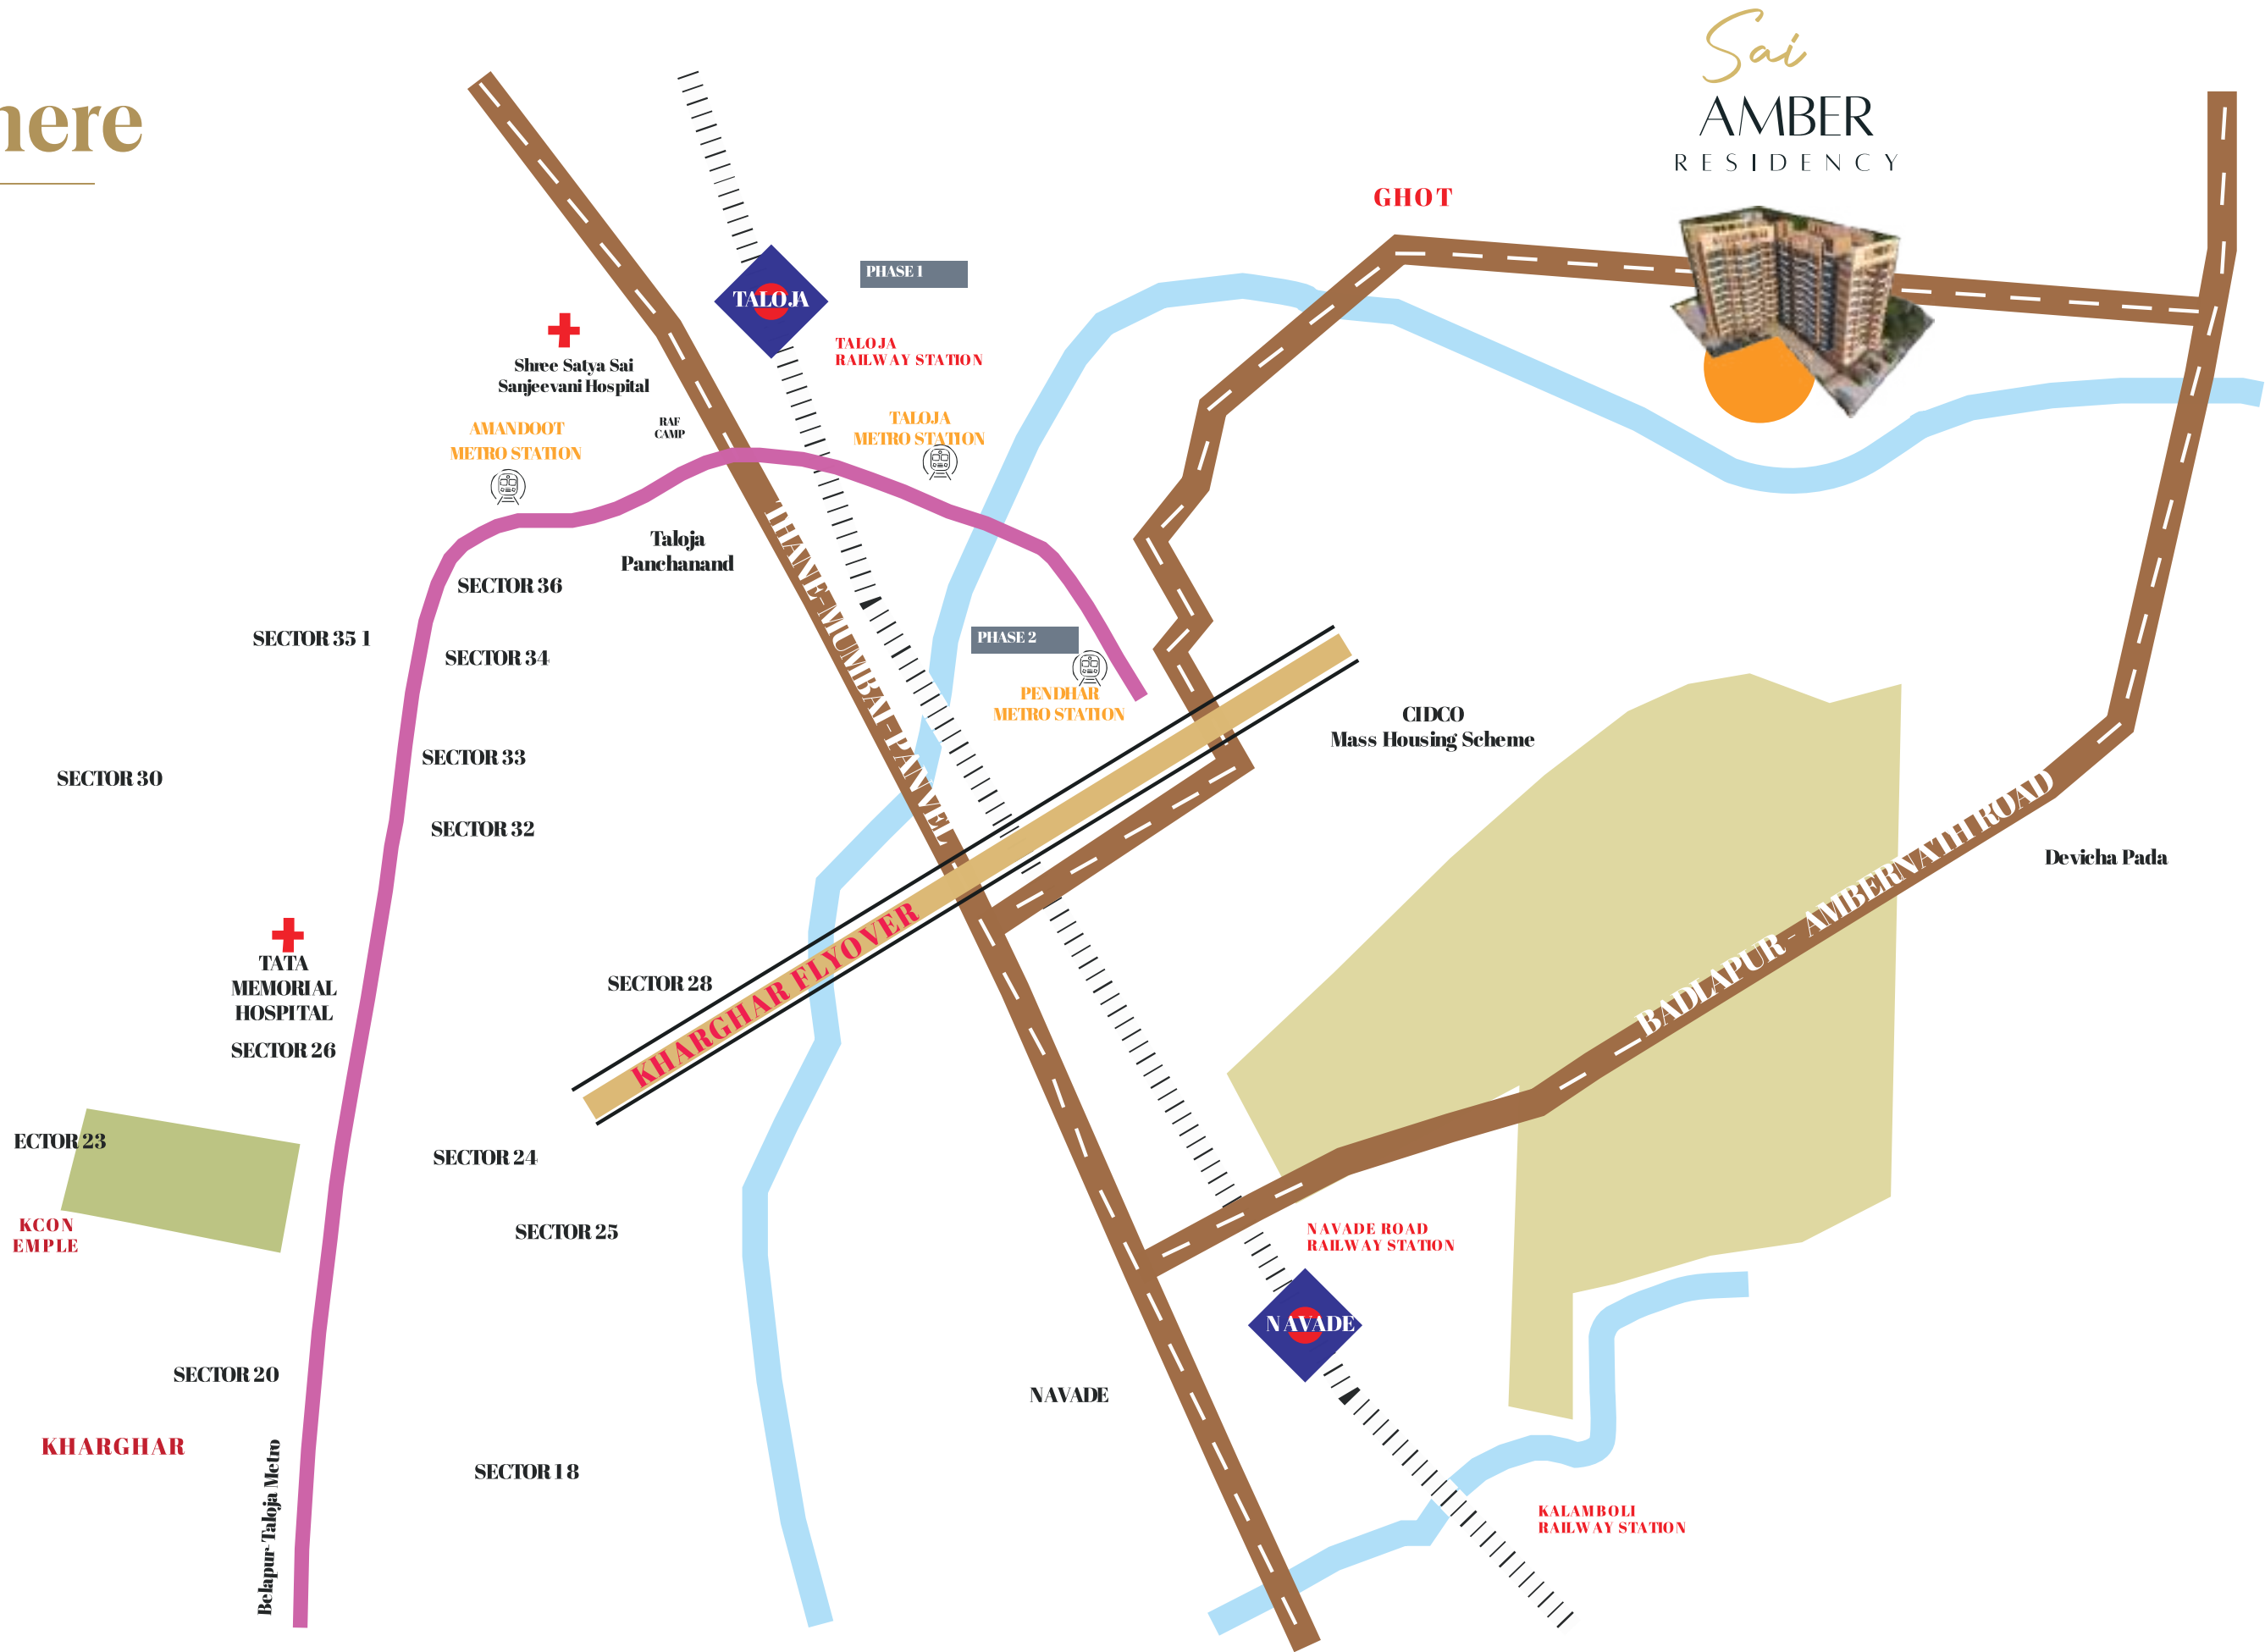 here
Sai
AMBER
RESIDENCY
GHOT
TALOJA
PHASE 1
TALOJA
RAILWAY STATION
Shree Satya Sai
Sanjeevani Hospital
RAF
CAMP
AMANDOOT
METRO STATION
TALOJA
METRO STATION
Taloja
Panchanand
THANE-MUMBAI-PANVEL
SECTOR 36
SECTOR 35 1
SECTOR 34
PHASE 2
PENDHAR
METRO STATION
CIDCO
Mass Housing Scheme
SECTOR 33
SECTOR 30
SECTOR 32
BADLAPUR - AMBERNATH ROAD
Devicha Pada
TATA
MEMORIAL
HOSPITAL
SECTOR 28
KHARGHAR FLYOVER
SECTOR 26
ECTOR 23
SECTOR 24
KCON
EMPLE
SECTOR 25
NAVADE ROAD
RAILWAY STATION
NAVADE
SECTOR 20
NAVADE
KHARGHAR
SECTOR 18
Belapur-Taloja Metro
KALAMBOLI
RAILWAY STATION